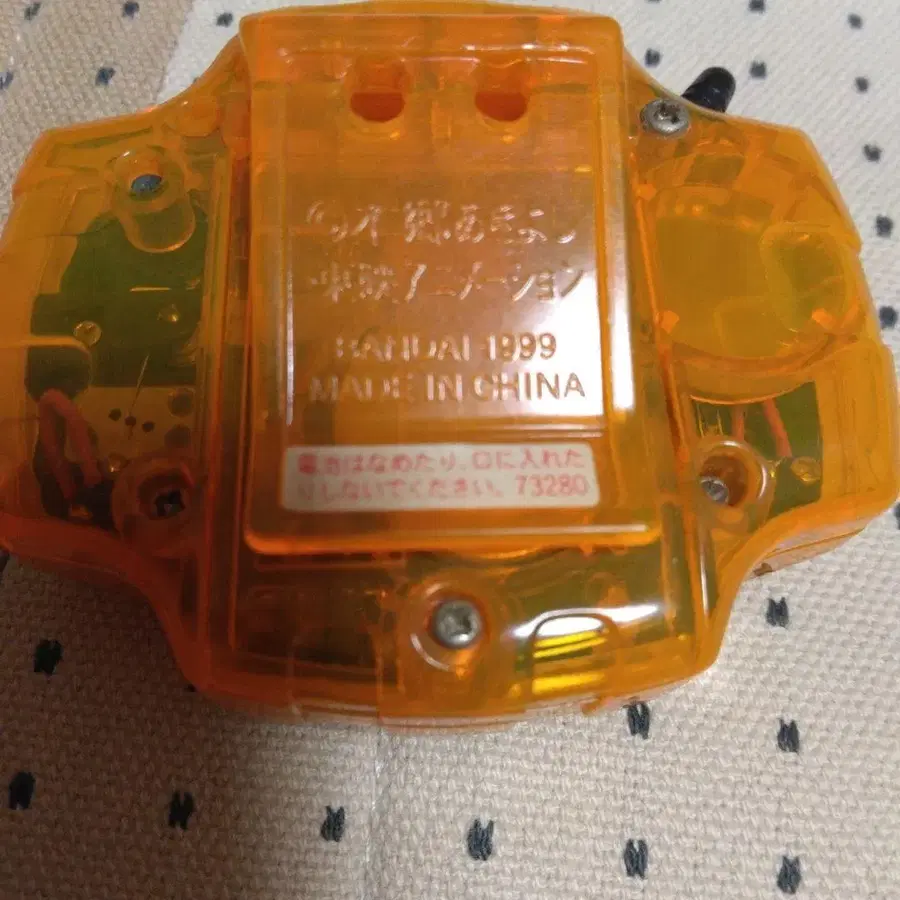 ©本郷あきよし
東映アニメーション
BANDAI 1999
MADE IN CHINA
電池はなめたり、口に入れた
りしないでください。73280